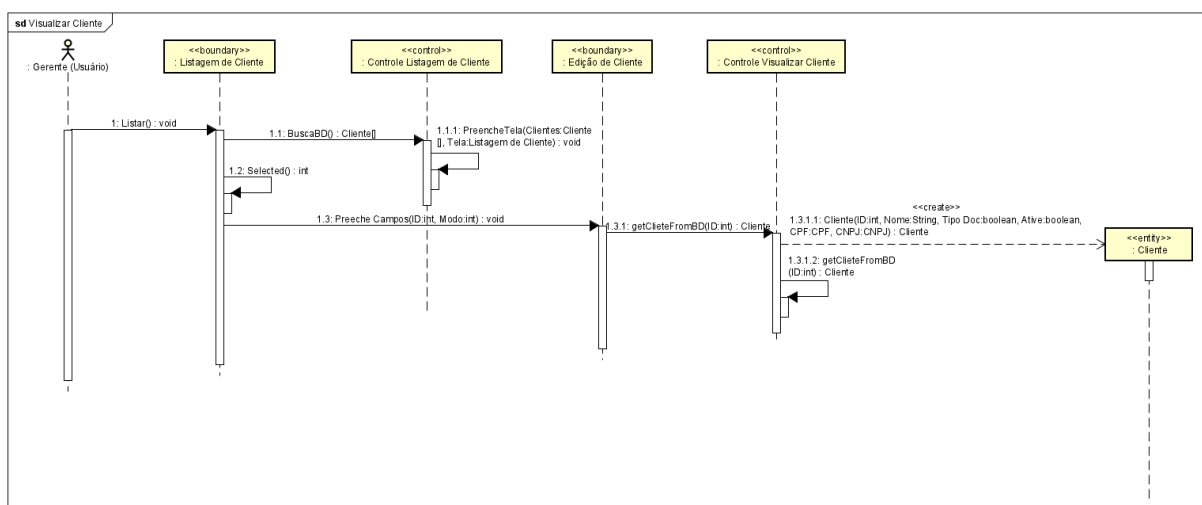 sd Visualizar Cliente
: Gerente (Usuário)
<<boundary>>
: Listagem de Cliente
<<control>>
: Controle Listagem de Cliente
<<boundary>>
: Edição de Cliente
<<control>>
: Controle Visualizar Cliente
1: Listar() : void
1.1: BuscaBD() : Cliente[]
1.1.1: PreencheTela(Clientes:Cliente
[], Tela:Listagem de Cliente) : void
1.2: Selected() : int
1.3: Preeche Campos(ID:int, Modo:int) : void
1.3.1: getClieteFromBD(ID:int) : Cliente
<<create>>
1.3.1.1: Cliente(ID:int, Nome:String, Tipo Doc:boolean, Ative:boolean,
CPF:CPF, CNPJ:CNPJ) : Cliente
<<entity>>
: Cliente
1.3.1.2: getClieteFromBD
(ID:int) : Cliente